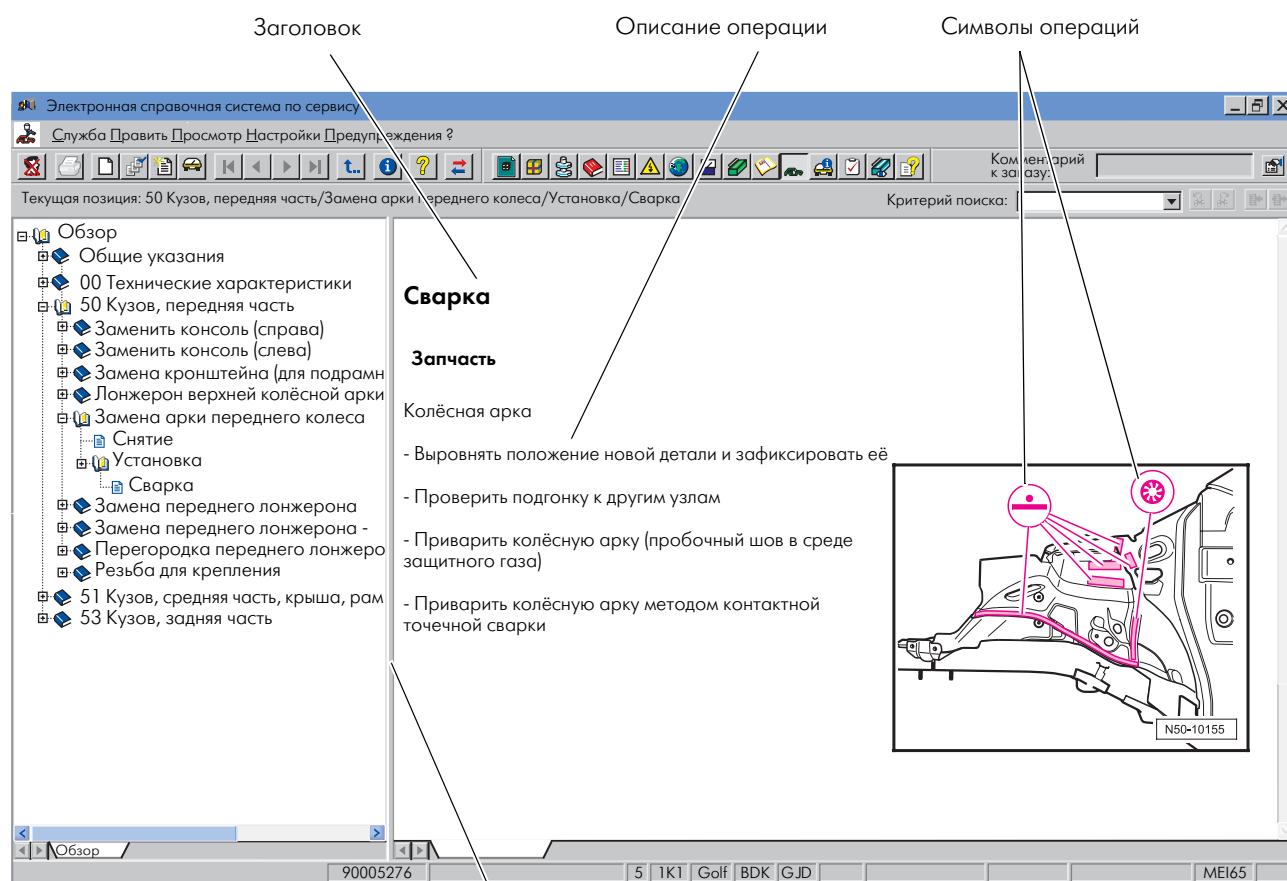 Заголовок
Описание операции
Символы операций
Электронная справочная система по сервису
Служба Править Просмотр Настройки Предупреждения ?
Комментарий
к заказу:
Текущая позиция: 50 Кузов, передняя часть/Замена арки переднего колеса/Установка/Сварка
Критерий поиска:
Обзор
Общие указания
00 Технические характеристики
50 Кузов, передняя часть
Заменить консоль (справа)
Заменить консоль (слева)
Замена кронштейна (для подрамн
Лонжерон верхней колёсной арки
Замена арки переднего колеса
Снятие
Установка
Сварка
Замена переднего лонжерона
Замена переднего лонжерона -
Перегородка переднего лонжеро
Резьба для крепления
51 Кузов, средняя часть, крыша, рам
53 Кузов, задняя часть
Обзор
Сварка
Запчасть
Колёсная арка
- Выровнять положение новой детали и зафиксировать её
- Проверить подгонку к другим узлам
- Приварить колёсную арку (пробочный шов в среде
защитного газа)
- Приварить колёсную арку методом контактной
точечной сварки
N50-10155
90005276 5 1K1 Golf BDK GJD MEI65